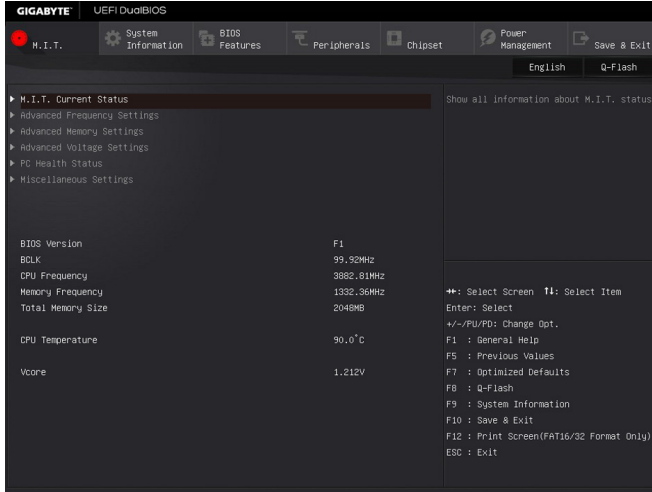 GIGABYTE™ UEFI DualBIOS
M.I.T.
System Information
BIOS Features
Peripherals
Chipset
Power Management
Save & Exit
English Q-Flash
M.I.T. Current Status
Advanced Frequency Settings
Advanced Memory Settings
Advanced Voltage Settings
PC Health Status
Miscellaneous Settings
Show all information about M.I.T. status
BIOS Version F1
BCLK 99.92MHz
CPU Frequency 3882.81MHz
Memory Frequency 1332.36MHz
Total Memory Size 2048MB
CPU Temperature 90.0°C
Vcore 1.212V
→←: Select Screen ↑↓: Select Item
Enter: Select
+/-/PU/PD: Change Opt.
F1 : General Help
F5 : Previous Values
F7 : Optimized Defaults
F8 : Q-Flash
F9 : System Information
F10 : Save & Exit
F12 : Print Screen(FAT16/32 Format Only)
ESC : Exit